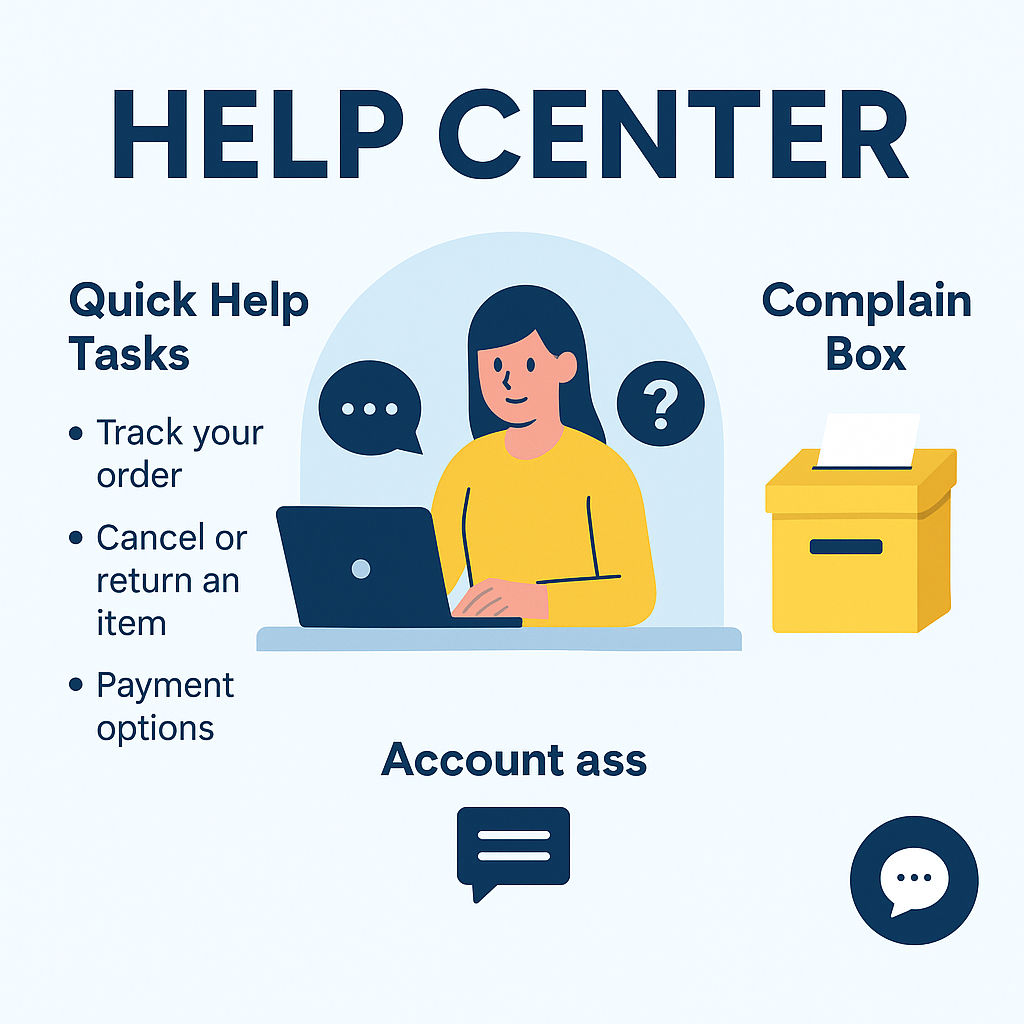 HELP CENTER
Quick Help
Tasks
• Track your
order
• Cancel or
return an
item
• Payment
options
?
Complain
Box
Account ass